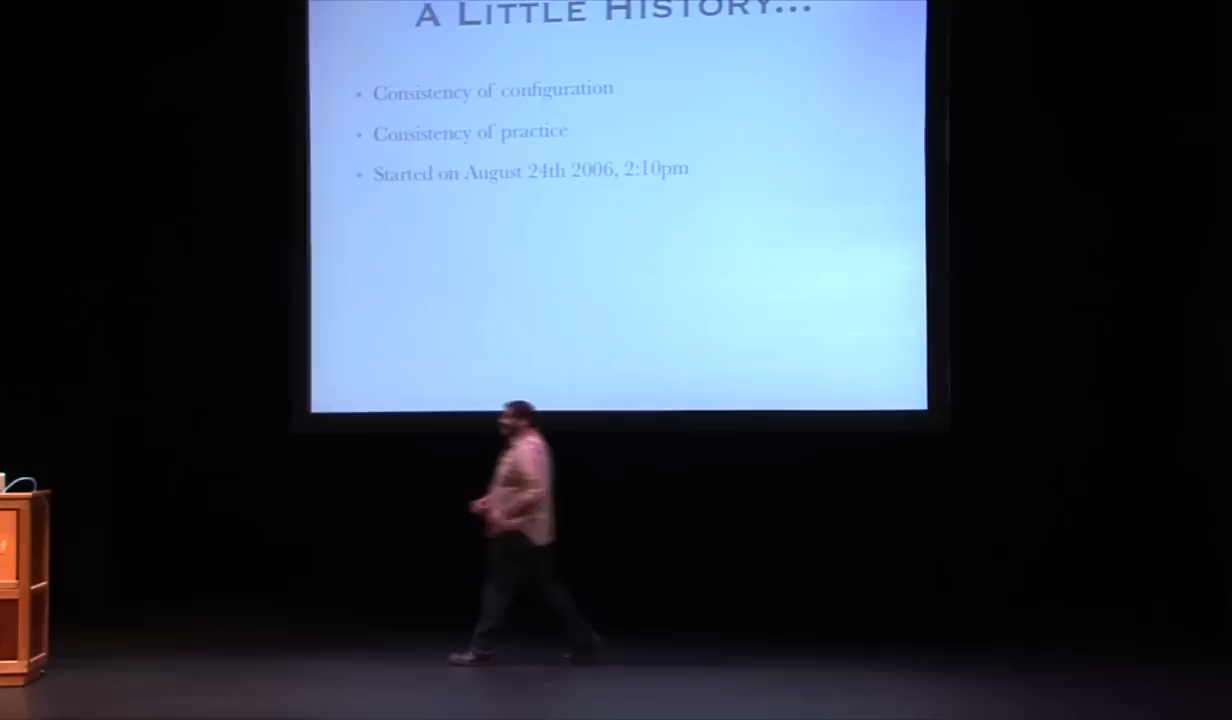 A LITTLE HISTORY...
• Consistency of configuration
• Consistency of practice
• Started on August 24th 2006, 2:10pm